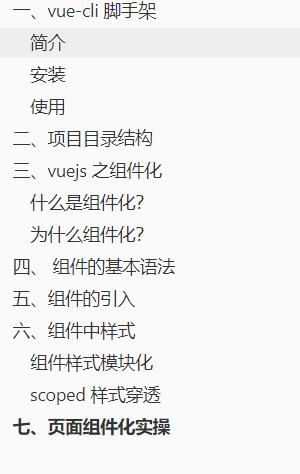 一、vue-cli 脚手架
简介
安装
使用
二、项目目录结构
三、vuejs 之组件化
什么是组件化?
为什么组件化?
四、 组件的基本语法
五、组件的引入
六、组件中样式
组件样式模块化
scoped 样式穿透
七、页面组件化实操